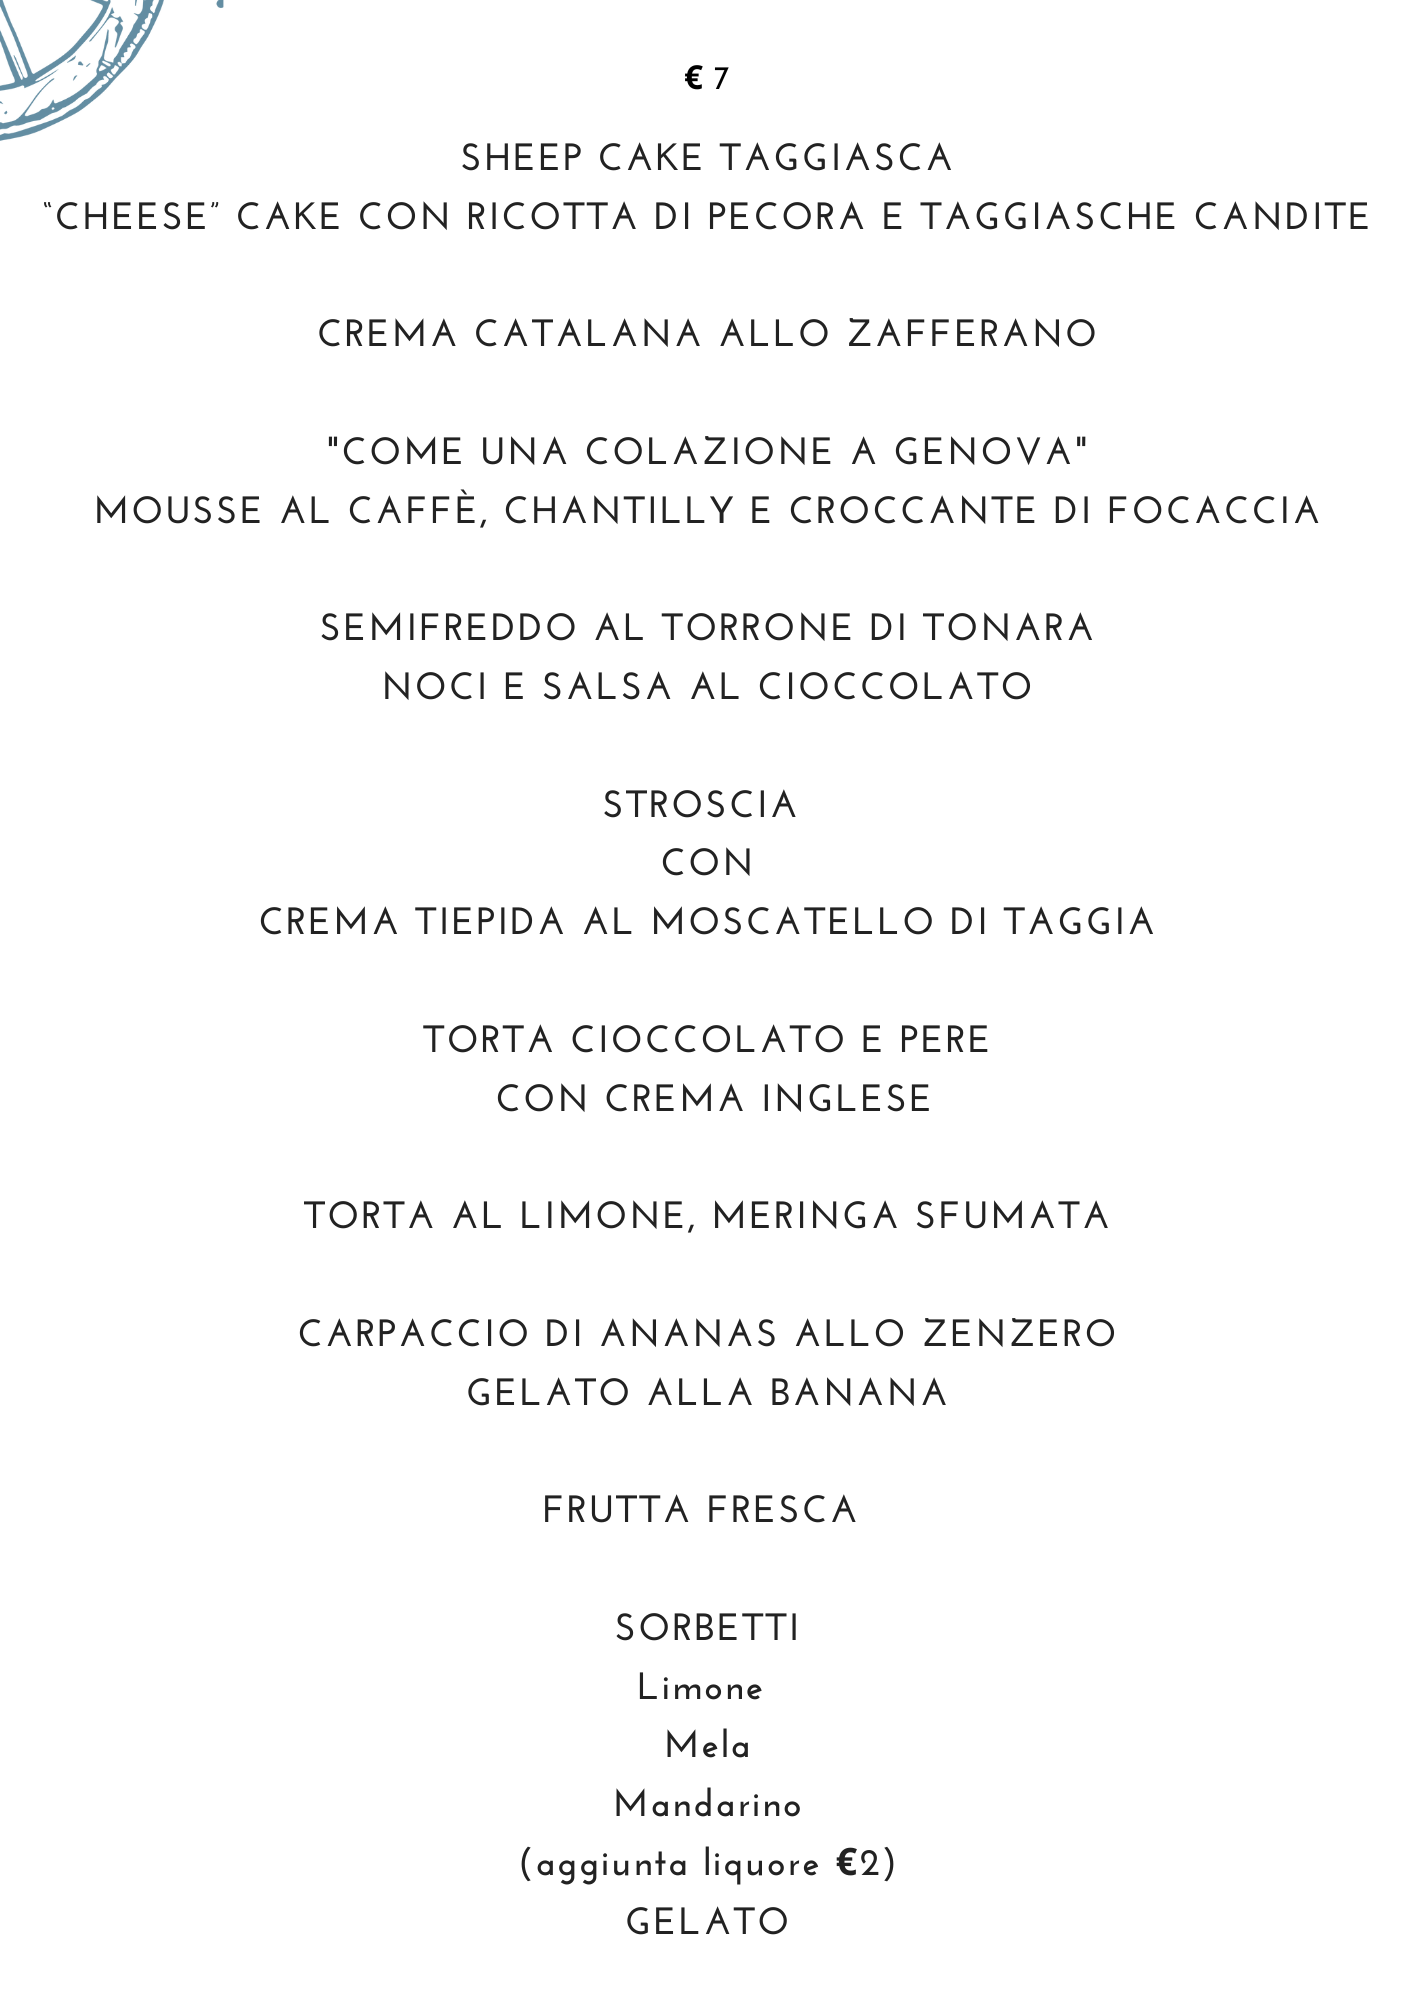 € 7
SHEEP CAKE TAGGIASCA
“CHEESE” CAKE CON RICOTTA DI PECORA E TAGGIASCHE CANDITE
CREMA CATALANA ALLO ZAFFERANO
"COME UNA COLAZIONE A GENOVA"
MOUSSE AL CAFFÈ, CHANTILLY E CROCCANTE DI FOCACCIA
SEMIFREDDO AL TORRONE DI TONARA
NOCI E SALSA AL CIOCCOLATO
STROSCIA
CON
CREMA TIEPIDA AL MOSCATELLO DI TAGGIA
TORTA CIOCCOLATO E PERE
CON CREMA INGLESE
TORTA AL LIMONE, MERINGA SFUMATA
CARPACCIO DI ANANAS ALLO ZENZERO
GELATO ALLA BANANA
FRUTTA FRESCA
SORBETTI
Limone
Mela
Mandarino
(aggiunta liquore €2)
GELATO